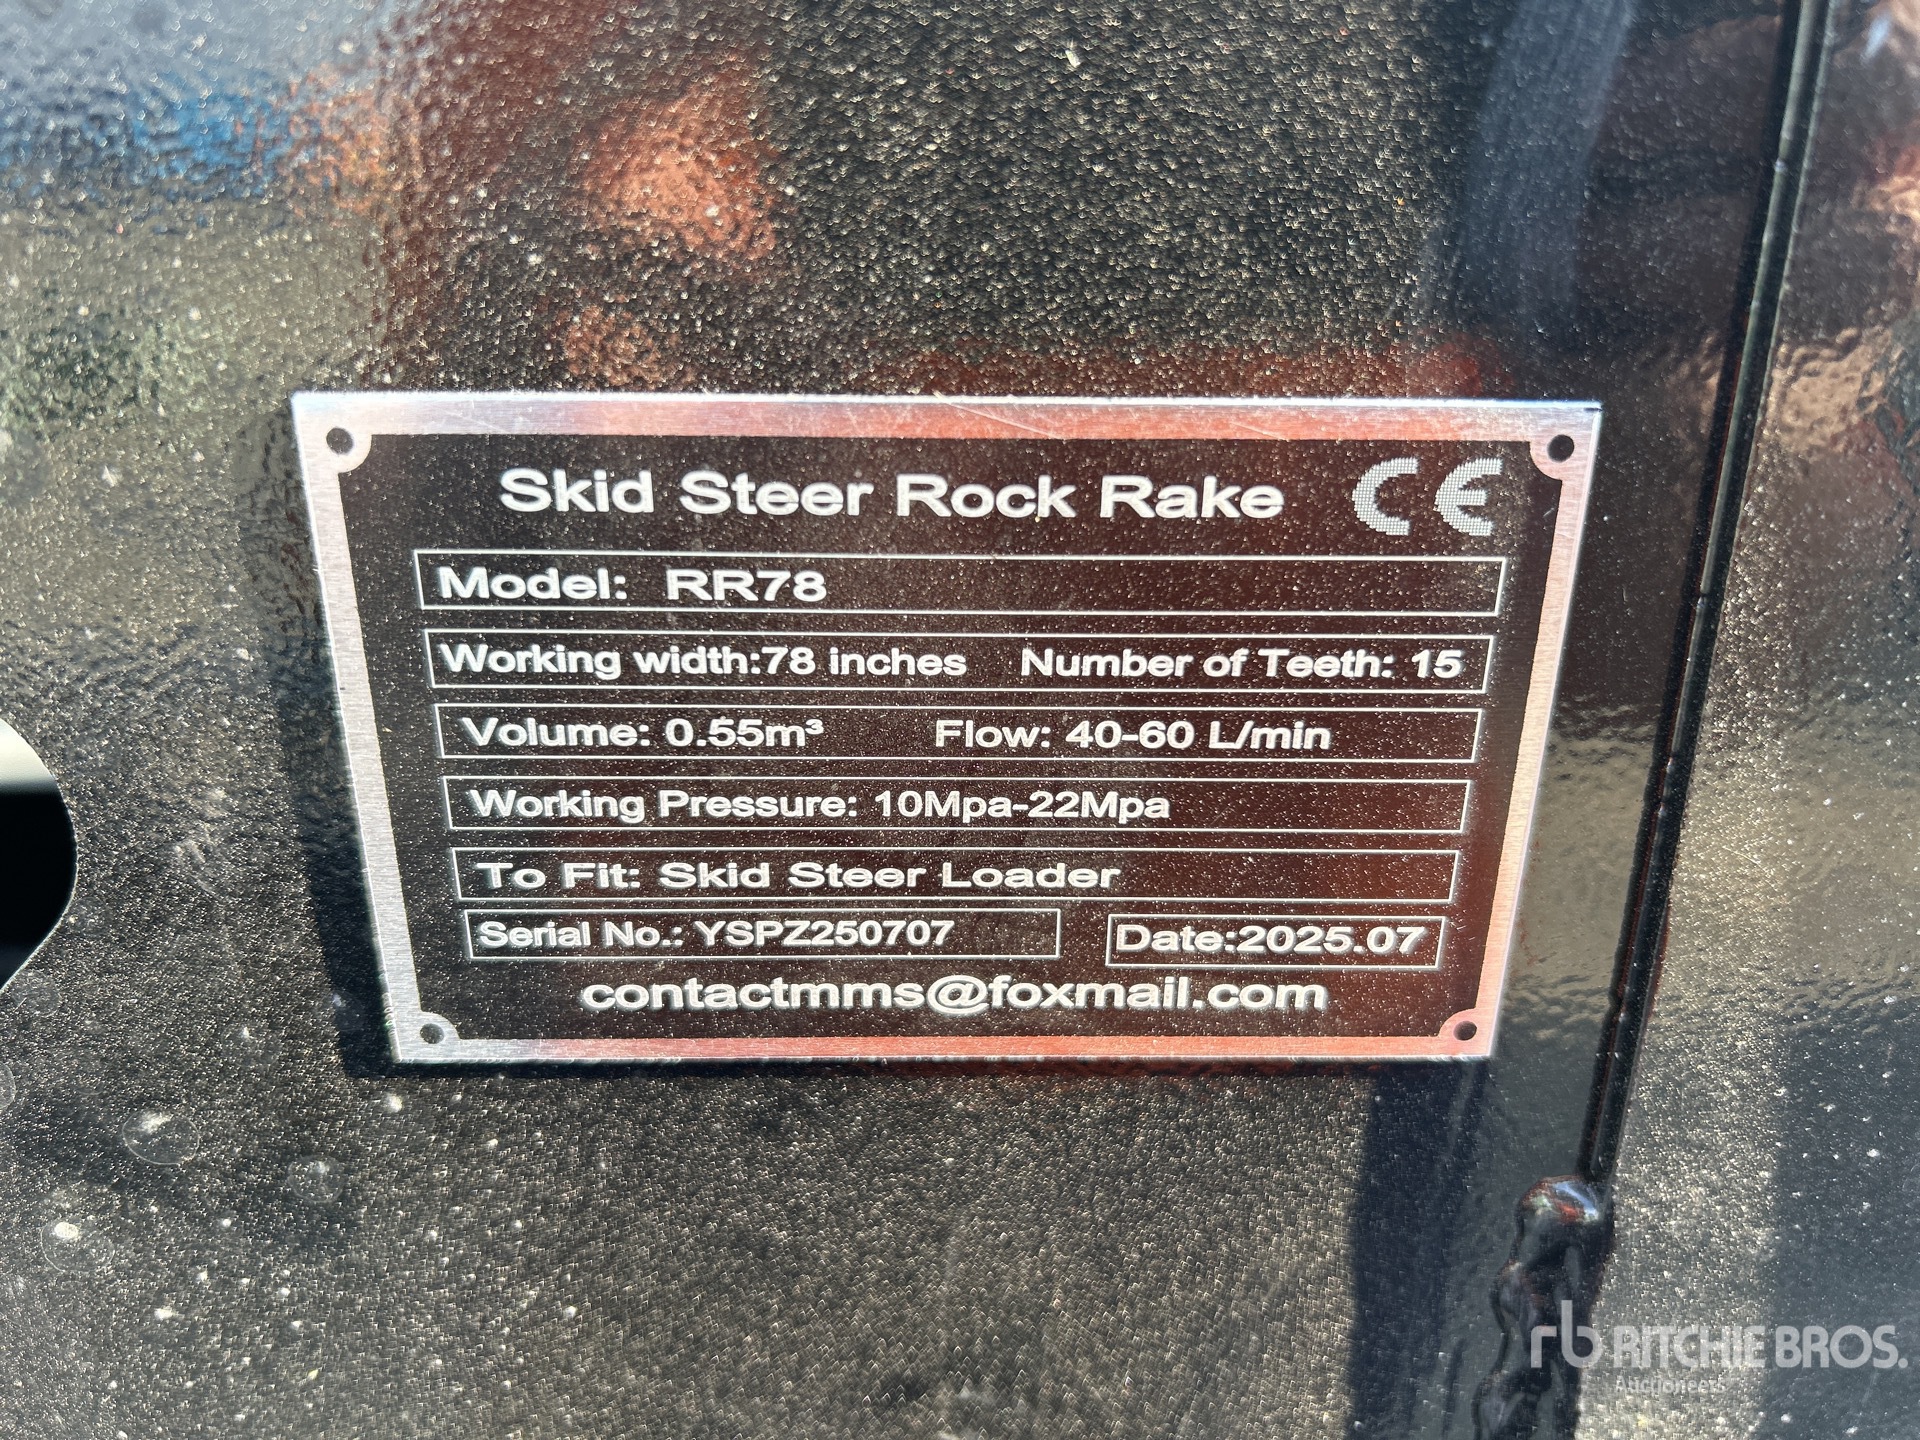 Skid Steer Rock Rake CE
Model: RR78
Working width:78 inches Number of Teeth: 15
Volume: 0.55m³ Flow: 40-60 L/min
Working Pressure: 10Mpa-22Mpa
To Fit: Skid Steer Loader
Serial No.: YSPZ250707 Date:2025.07
contactmms@foxmail.com
rb RITCHIE BROS.
Auctioneers